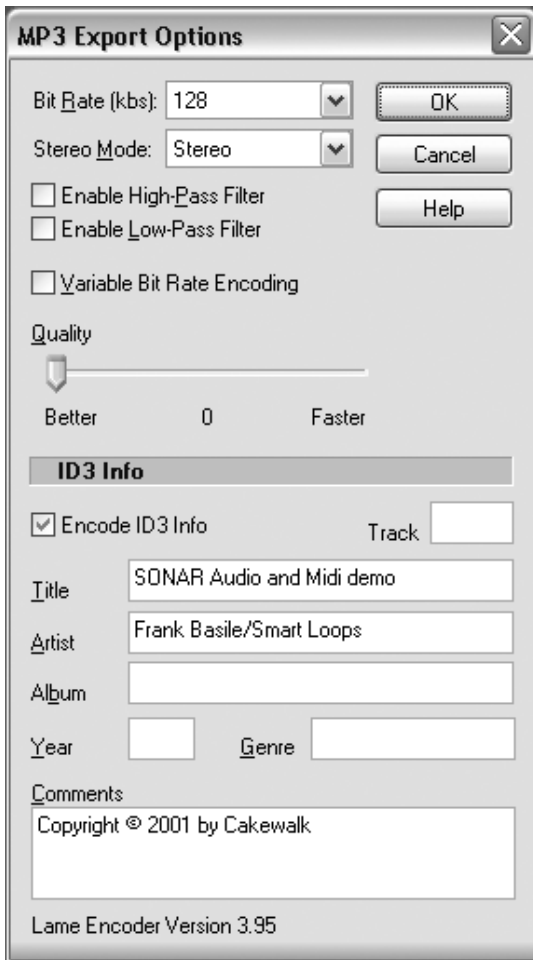 MP3 Export Options
Bit Rate (kbs): 128 OK
Stereo Mode: Stereo Cancel
Enable High-Pass Filter Help
Enable Low-Pass Filter
Variable Bit Rate Encoding
Quality
Better 0 Faster
ID3 Info
Encode ID3 Info Track
Title SONAR Audio and Midi demo
Artist Frank Basile/Smart Loops
Album
Year Genre
Comments
Copyright © 2001 by Cakewalk
Lame Encoder Version 3.95